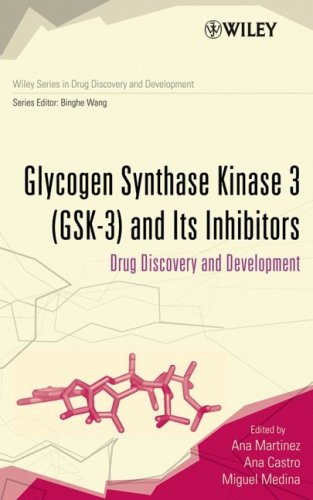 WILEY
Wiley Series in Drug Discovery and Development
Series Editor: Binghe Wang
Glycogen Synthase Kinase 3
(GSK-3) and Its Inhibitors
Drug Discovery and Development
Edited by
Ana Martinez
Ana Castro
Miguel Medina